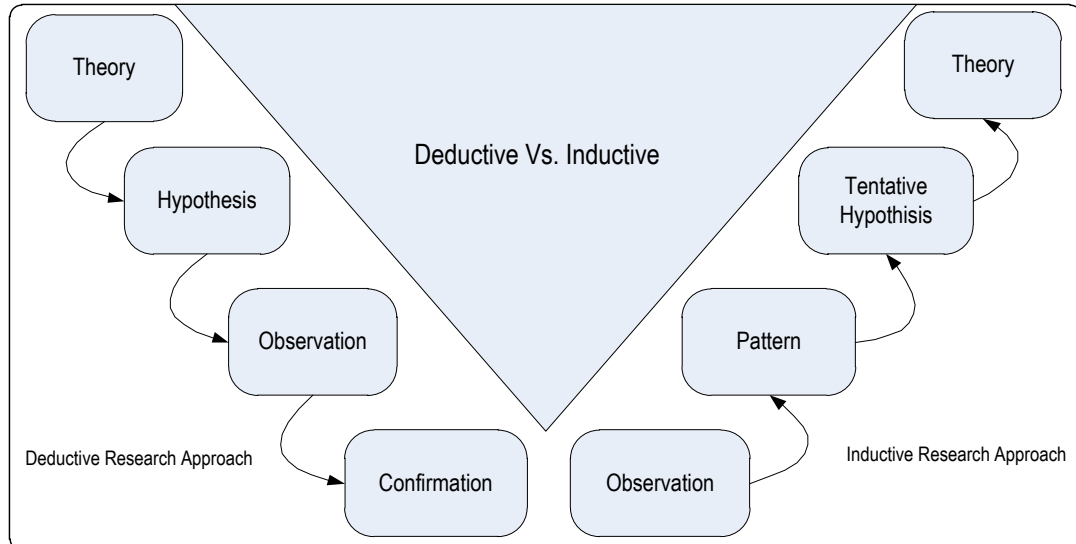 Theory
Theory
Deductive Vs. Inductive
Hypothesis
Tentative
Hypothisis
Observation
Pattern
Deductive Research Approach
Inductive Research Approach
Confirmation
Observation